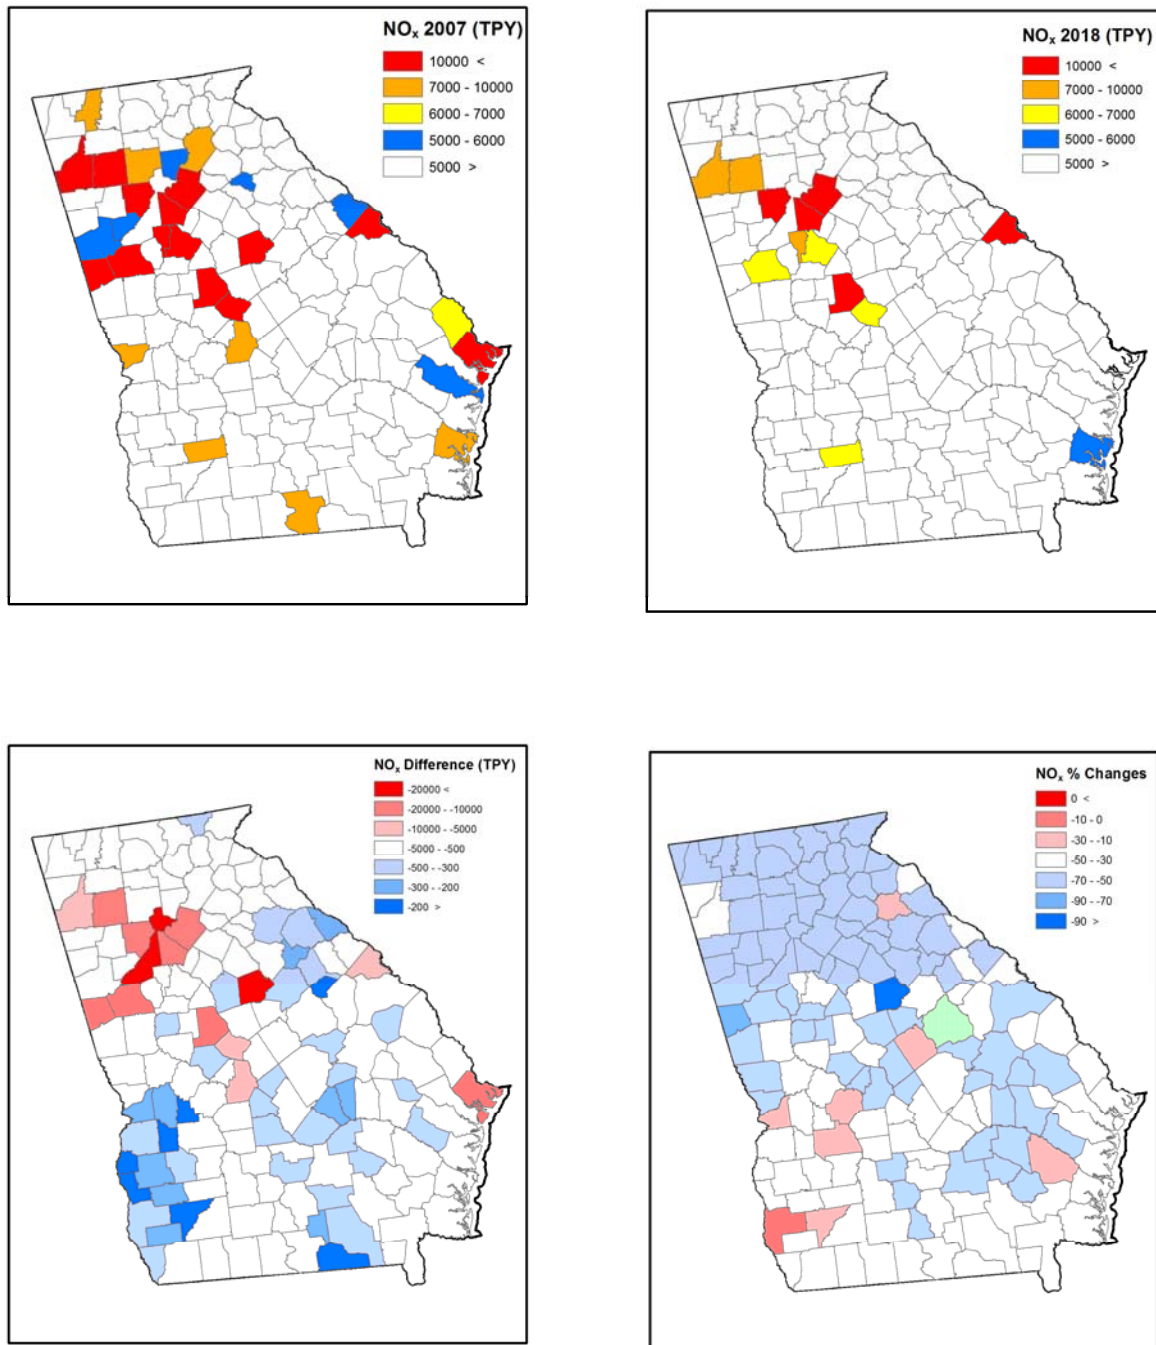 NOx 2007 (TPY)
10000 <
7000 - 10000
6000 - 7000
5000 - 6000
5000 >
NOx 2018 (TPY)
10000 <
7000 - 10000
6000 - 7000
5000 - 6000
5000 >
NOx Difference (TPY)
-20000 <
-20000 - -10000
-10000 - -5000
-5000 - -500
-500 - -300
-300 - -200
-200 >
NOx % Changes
0 <
-10 - 0
-30 - -10
-50 - -30
-70 - -50
-90 - -70
-90 >